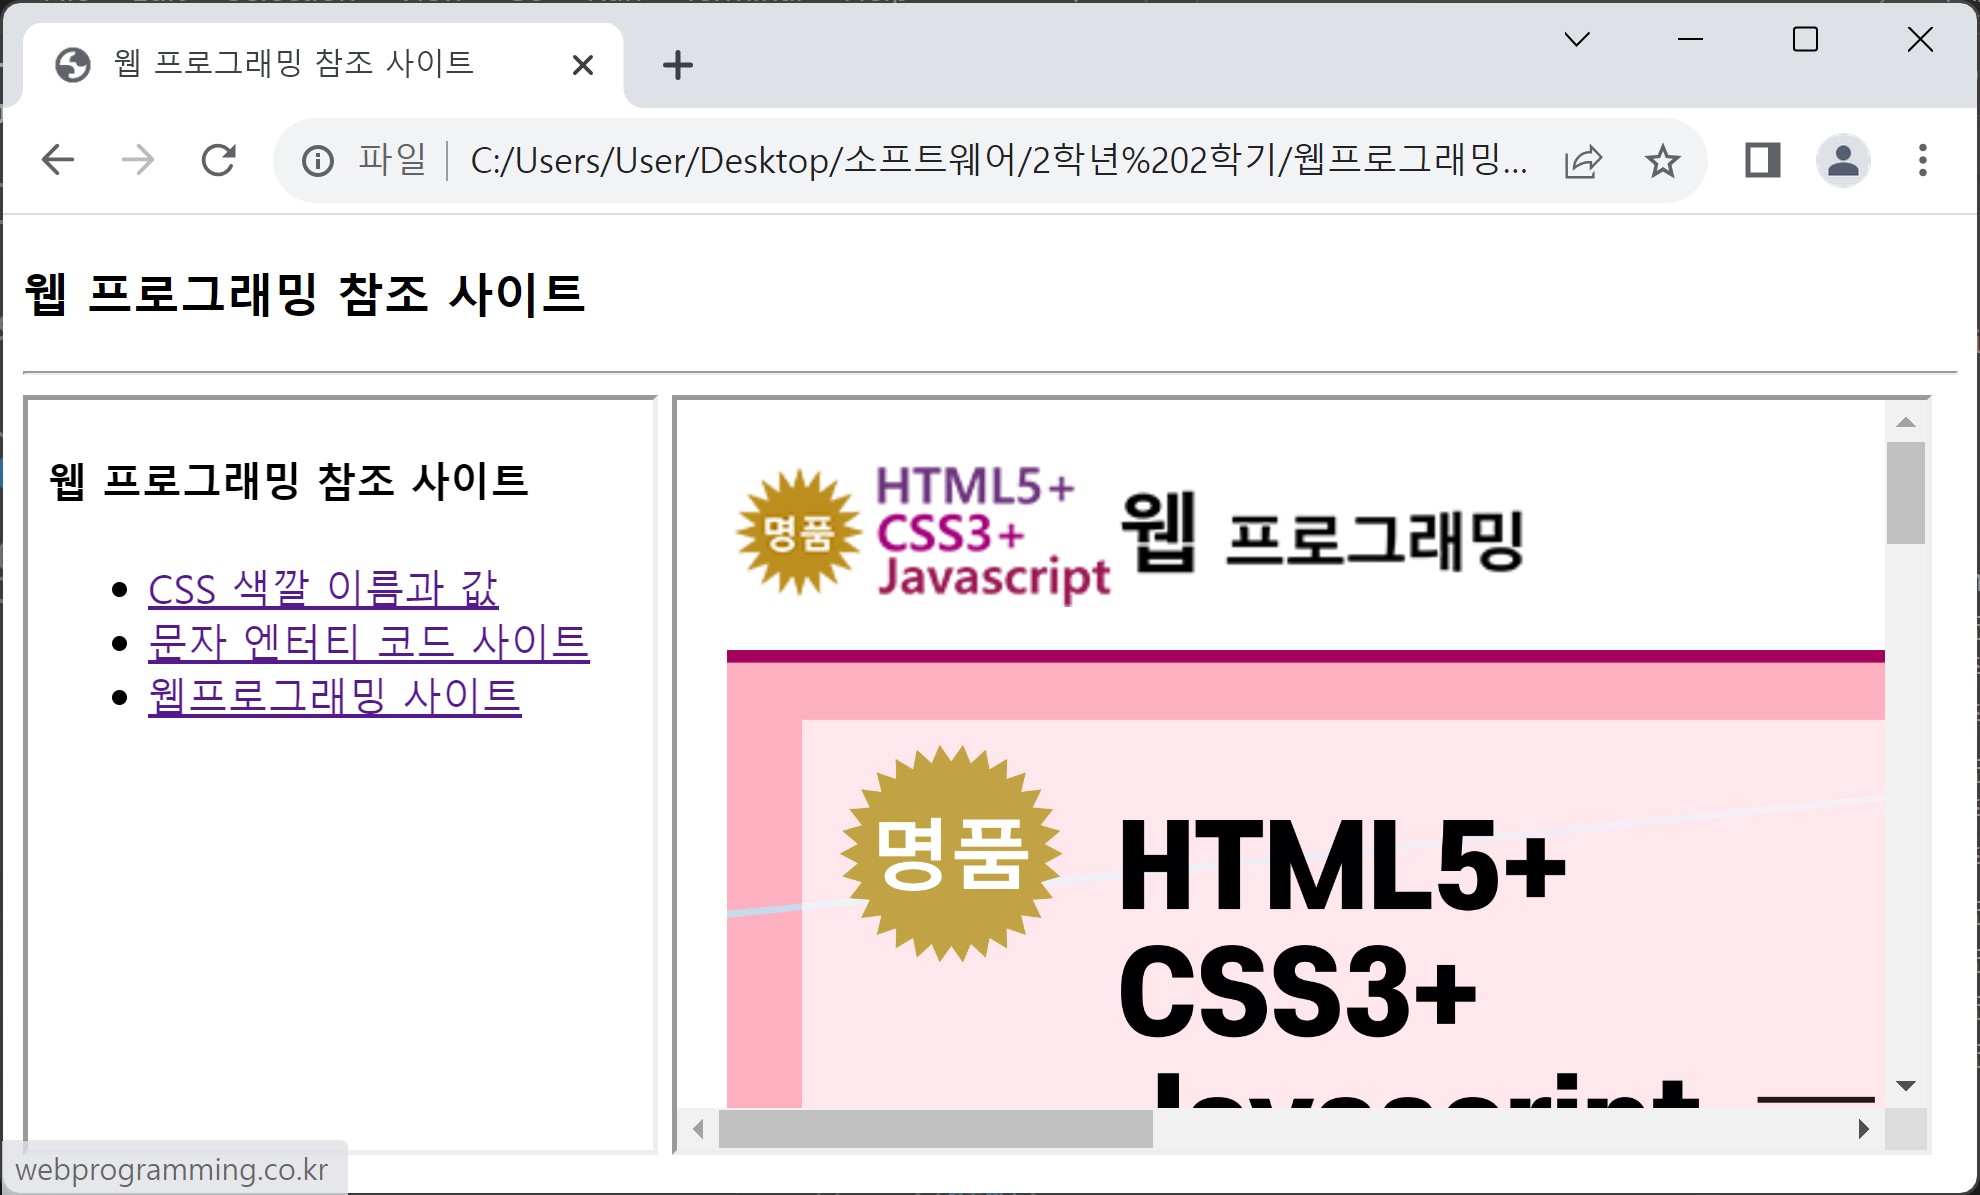 웹 프로그래밍 참조 사이트
파일 C:/Users/User/Desktop/소프트웨어/2학년%202학기/웹프로그래밍...
웹 프로그래밍 참조 사이트
웹 프로그래밍 참조 사이트
CSS 색깔 이름과 값
문자 엔터티 코드 사이트
웹프로그래밍 사이트
명품
HTML5+
CSS3+
Javascript
웹 프로그래밍
명품
HTML5+
CSS3+
Javascript
webprogramming.co.kr